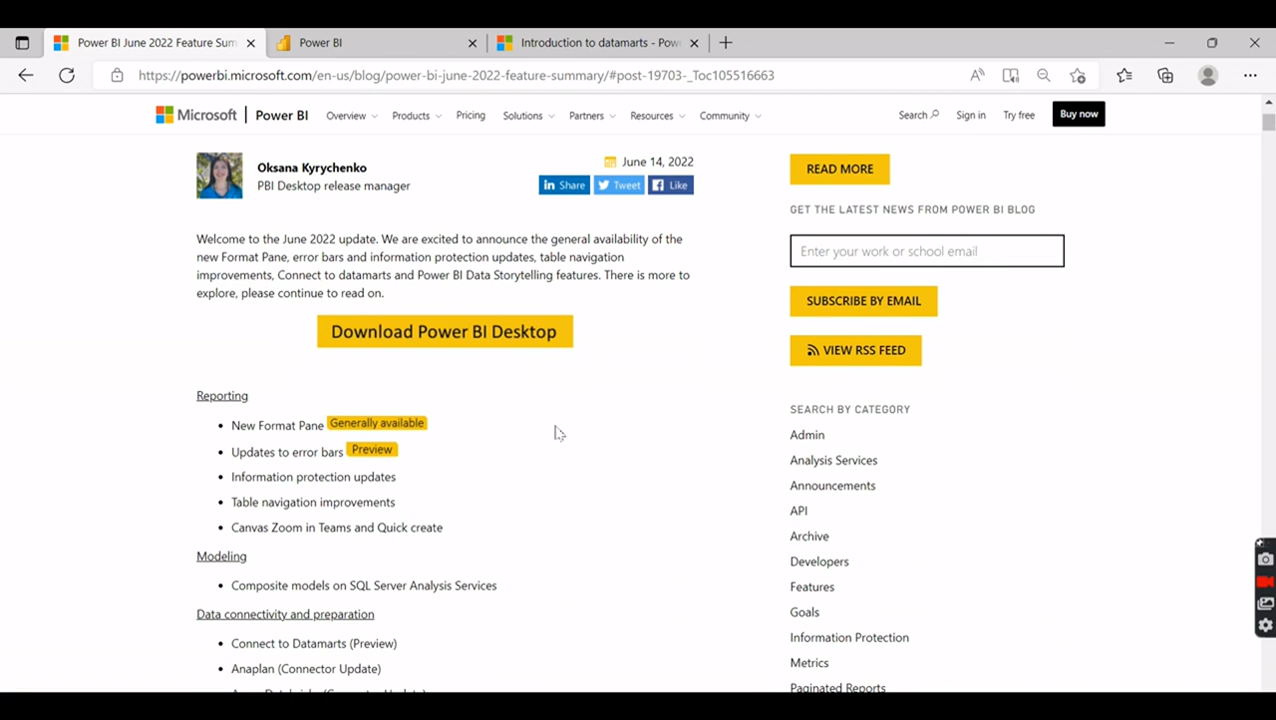 Power BI June 2022 Feature Sum
Power BI
Introduction to datamarts - Pow
https://powerbi.microsoft.com/en-us/blog/power-bi-june-2022-feature-summary/#post-19703-_Toc105516663
Microsoft | Power BI Overview Products Pricing Solutions Partners Resources Community Search Sign in Try free Buy now
Oksana Kyrychenko
PBI Desktop release manager
June 14, 2022
in Share Tweet Like
Welcome to the June 2022 update. We are excited to announce the general availability of the
new Format Pane, error bars and information protection updates, table navigation
improvements, Connect to datamarts and Power BI Data Storytelling features. There is more to
explore, please continue to read on.
Download Power BI Desktop
Reporting
• New Format Pane Generally available
• Updates to error bars Preview
• Information protection updates
• Table navigation improvements
• Canvas Zoom in Teams and Quick create
Modeling
• Composite models on SQL Server Analysis Services
Data connectivity and preparation
• Connect to Datamarts (Preview)
• Anaplan (Connector Update)
READ MORE
GET THE LATEST NEWS FROM POWER BI BLOG
Enter your work or school email
SUBSCRIBE BY EMAIL
VIEW RSS FEED
SEARCH BY CATEGORY
Admin
Analysis Services
Announcements
API
Archive
Developers
Features
Goals
Information Protection
Metrics
Paginated Reports